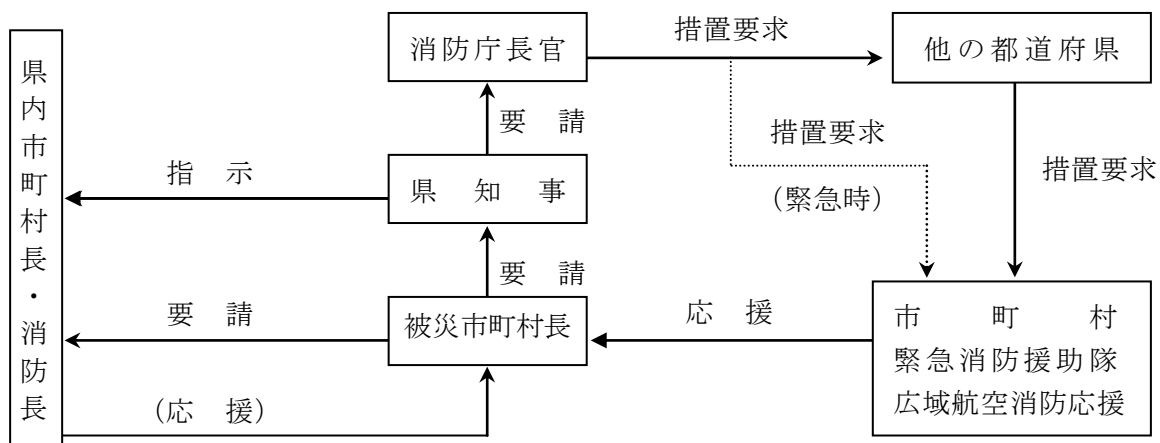 消防庁長官
措置要求
他の都道府県
要　請
措置要求
(緊急時)
措置要求
県内市町村長・消防長
指　示
県　知　事
要　請
要　請
被災市町村長
応　援
市　町　村
緊急消防援助隊
広域航空消防応援
(応　援)